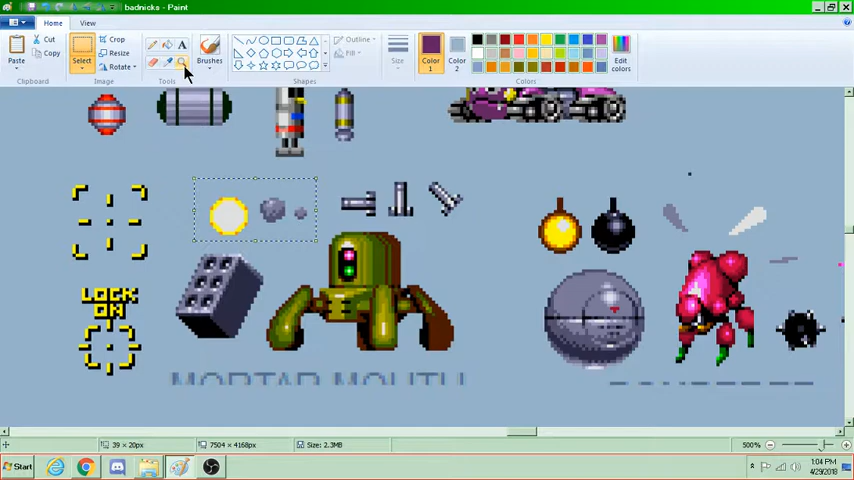 badnicks - Paint
Home View
Paste Cut Copy Clipboard
Select Crop Resize Rotate Image
A Tools
Brushes
Outline Fill Shapes
Size
Color 1 Color 2 Edit colors Colors
LOCK ON
MORTAR MOUTH
39 × 20px 7504 × 4168px Size: 2.3MB 500%
Start 1:04 PM
4/29/2018